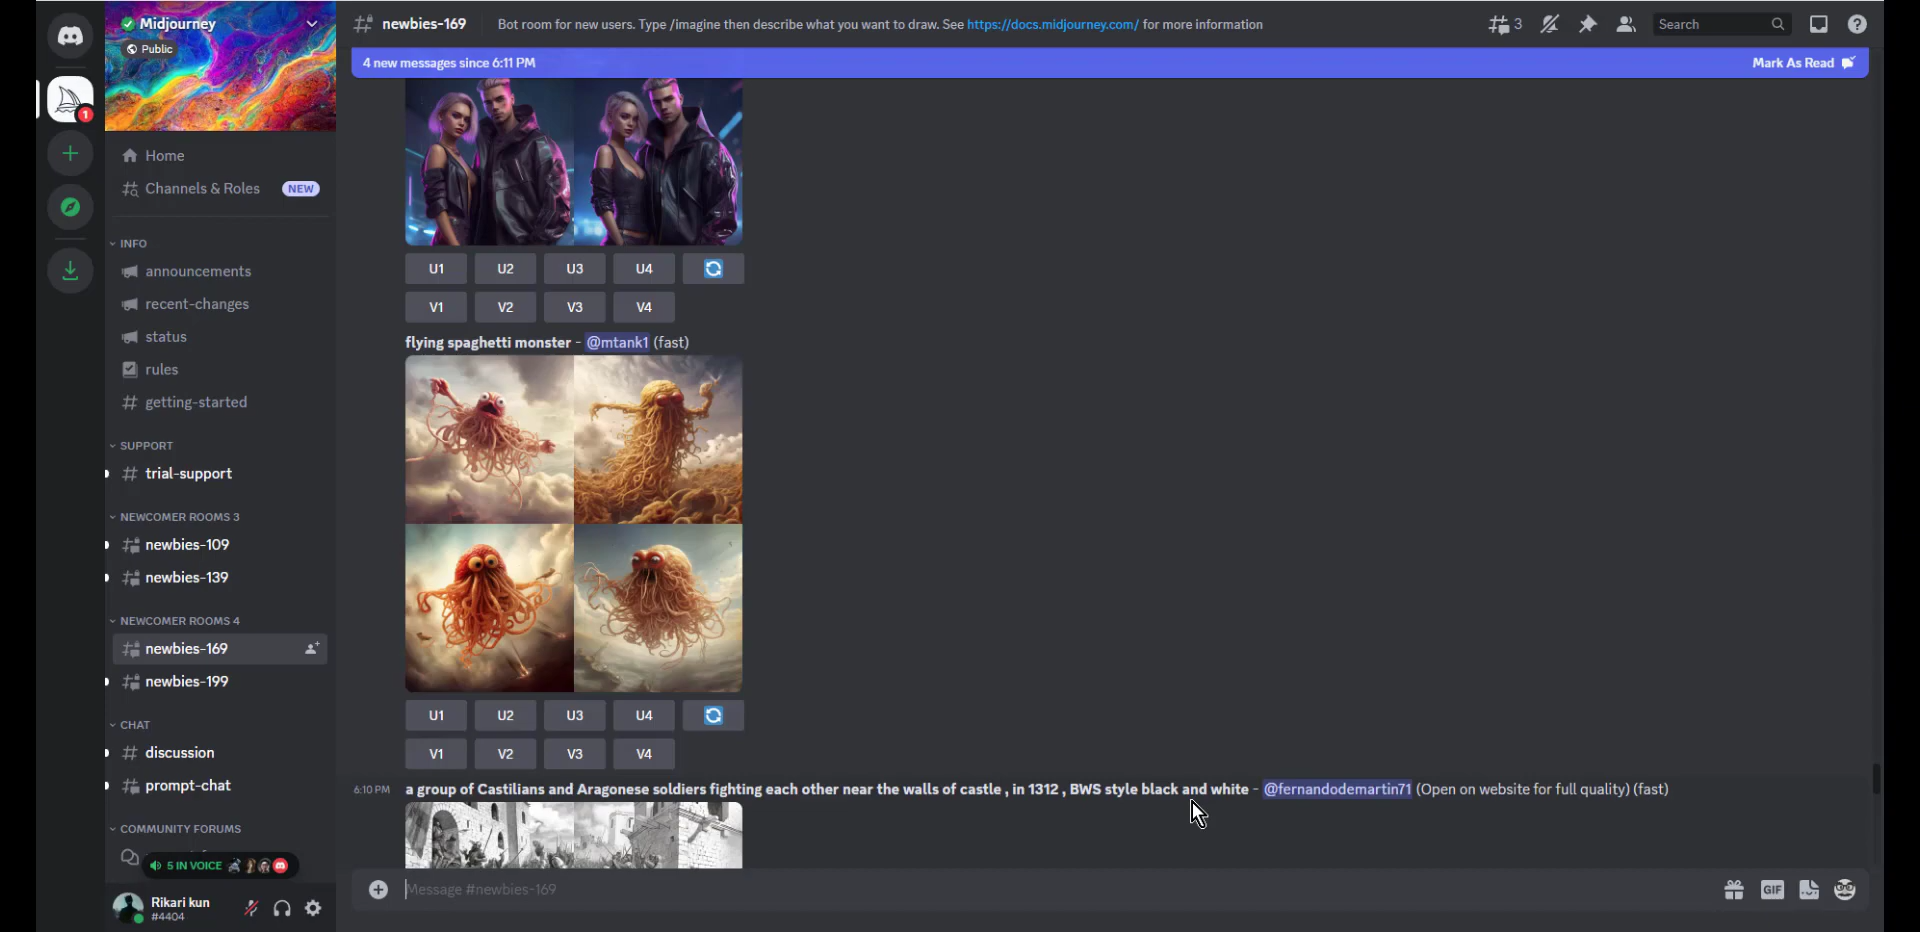 Midjourney
Public
Home
Channels & Roles NEW
INFO
announcements
recent-changes
status
rules
getting-started
SUPPORT
trial-support
NEWCOMER ROOMS 3
newbies-109
newbies-139
NEWCOMER ROOMS 4
newbies-169
newbies-199
CHAT
discussion
prompt-chat
COMMUNITY FORUMS
5 IN VOICE
Rikari kun
#4404
1
newbies-169 Bot room for new users. Type /imagine then describe what you want to draw. See https://docs.midjourney.com/ for more information
3 Search
4 new messages since 6:11 PM Mark As Read
U1 U2 U3 U4
V1 V2 V3 V4
flying spaghetti monster - @mtank1 (fast)
U1 U2 U3 U4
V1 V2 V3 V4
6:10 PM a group of Castilians and Aragonese soldiers fighting each other near the walls of castle , in 1312 , BWS style black and white - @fernandodemartin71 (Open on website for full quality) (fast)
Message #newbies-169
GIF